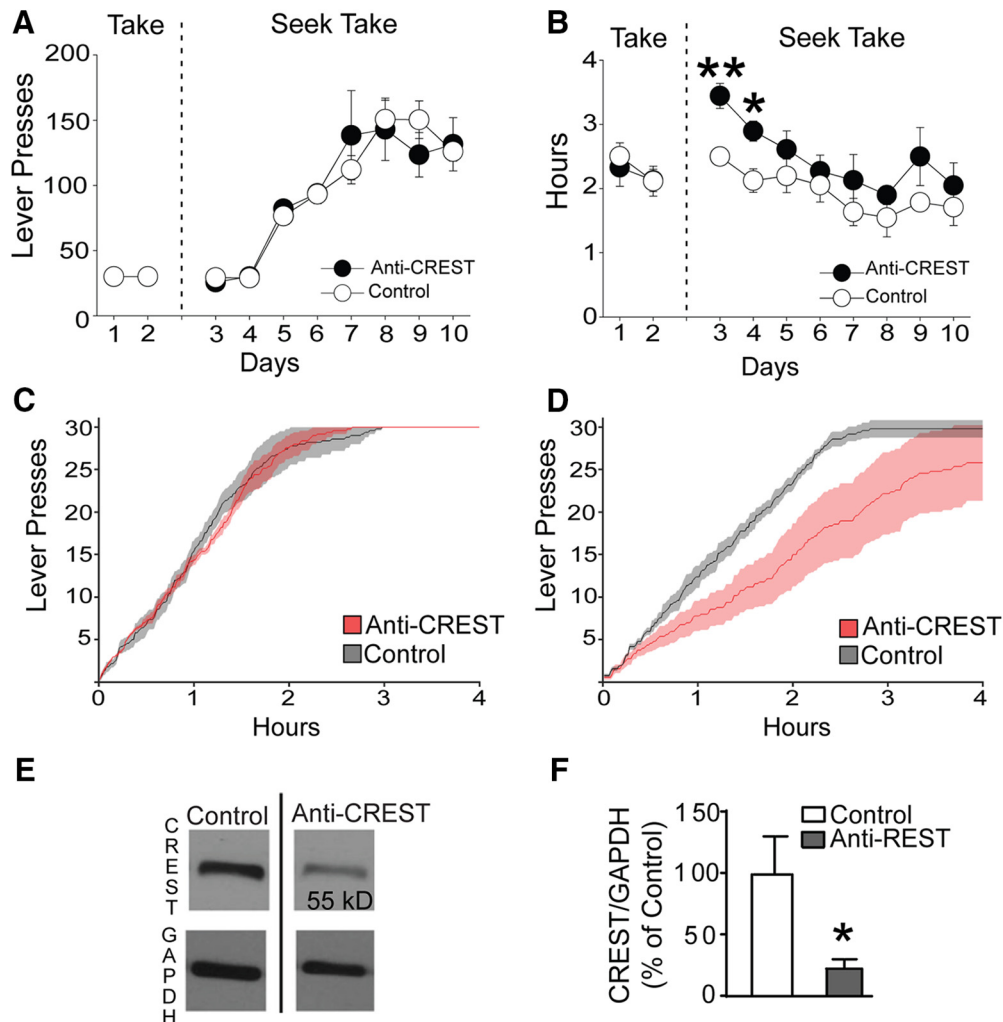 A
Take
Seek Take
200
150
100
50
0
Lever Presses
Anti-CREST
Control
1 2 3 4 5 6 7 8 9 10
Days
B
Take
Seek Take
4
3
2
1
0
Hours
**
*
Anti-CREST
Control
1 2 3 4 5 6 7 8 9 10
Days
C
30
25
20
15
10
5
Lever Presses
Anti-CREST
Control
0 1 2 3 4
Hours
D
30
25
20
15
10
5
Lever Presses
Anti-CREST
Control
0 1 2 3 4
Hours
E
Control Anti-CREST
CREST
55 kD
GAPDH
F
150
100
50
0
CREST/GAPDH
(% of Control)
Control
Anti-REST
*